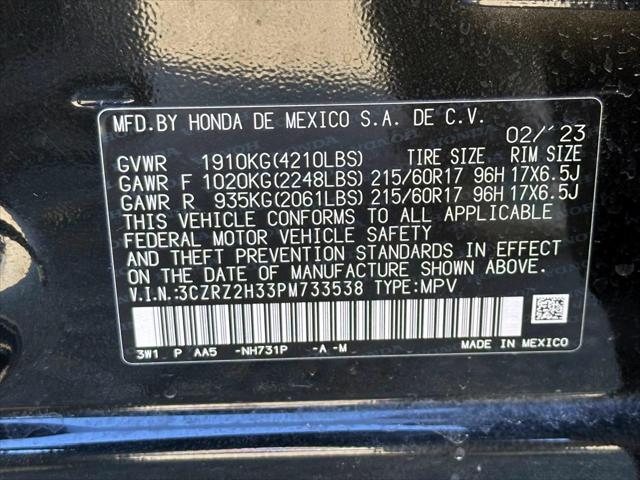 MFD.BY HONDA DE MEXICO S.A. DE C.V.
02/'23
GVWR 1910KG(4210LBS) TIRE SIZE RIM SIZE
GAWR F 1020KG(2248LBS) 215/60R17 96H 17X6.5J
GAWR R 935KG(2061LBS) 215/60R17 96H 17X6.5J
THIS VEHICLE CONFORMS TO ALL APPLICABLE
FEDERAL MOTOR VEHICLE SAFETY
AND THEFT PREVENTION STANDARDS IN EFFECT
ON THE DATE OF MANUFACTURE SHOWN ABOVE.
V.I.N.:3CZRZ2H33PM733538 TYPE:MPV
3W1 P AA5 -NH731P -A -M MADE IN MEXICO